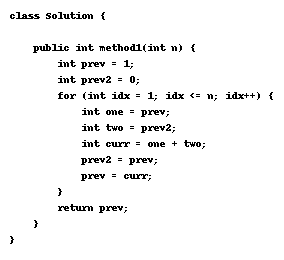 class Solution {
public int method1(int n) {
int prev = 1;
int prev2 = 0;
for (int idx = 1; idx <= n; idx++) {
int one = prev;
int two = prev2;
int curr = one + two;
prev2 = prev;
prev = curr;
}
return prev;
}
}